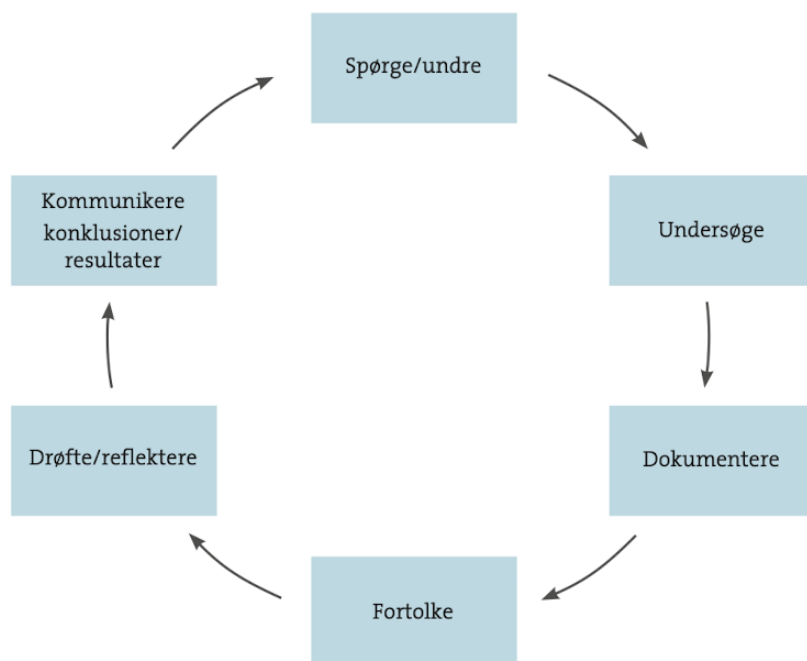 Spørge/undre
Undersøge
Dokumentere
Fortolke
Drøfte/reflektere
Kommunikere
konklusioner/
resultater